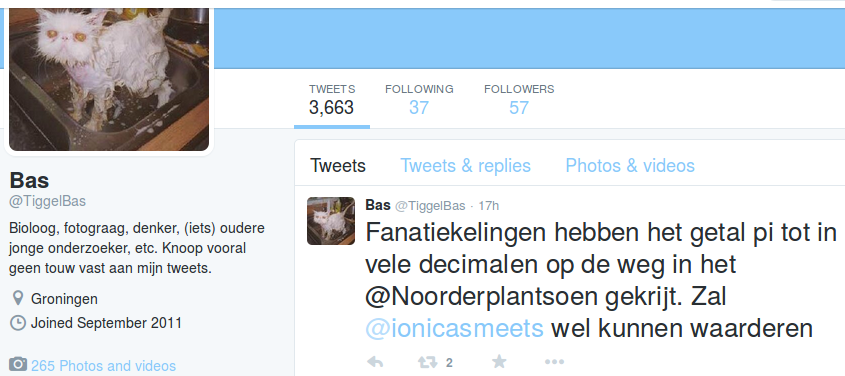 TWEETS FOLLOWING FOLLOWERS
3,663 37 57
Tweets Tweets & replies Photos & videos
Bas
@TiggelBas
Bioloog, fotograag, denker, (iets) oudere
jonge onderzoeker, etc. Knoop vooral
geen touw vast aan mijn tweets.
Groningen
Joined September 2011
265 Photos and videos
Bas @TiggelBas · 17h
Fanatiekelingen hebben het getal pi tot in
vele decimalen op de weg in het
@Noorderplantsoen gekrijt. Zal
@ionicasmeets wel kunnen waarderen
2